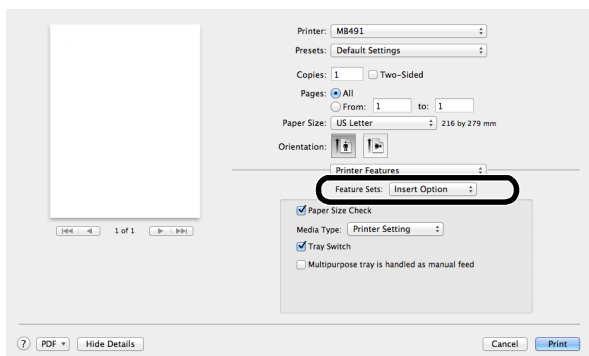 Printer: MB491
Presets: Default Settings
Copies: 1 Two-Sided
Pages: All
From: 1 to: 1
Paper Size: US Letter 216 by 279 mm
Orientation:
Printer Features
Feature Sets: Insert Option
Paper Size Check
Media Type: Printer Setting
Tray Switch
Multipurpose tray is handled as manual feed
1 of 1
? PDF Hide Details Cancel Print